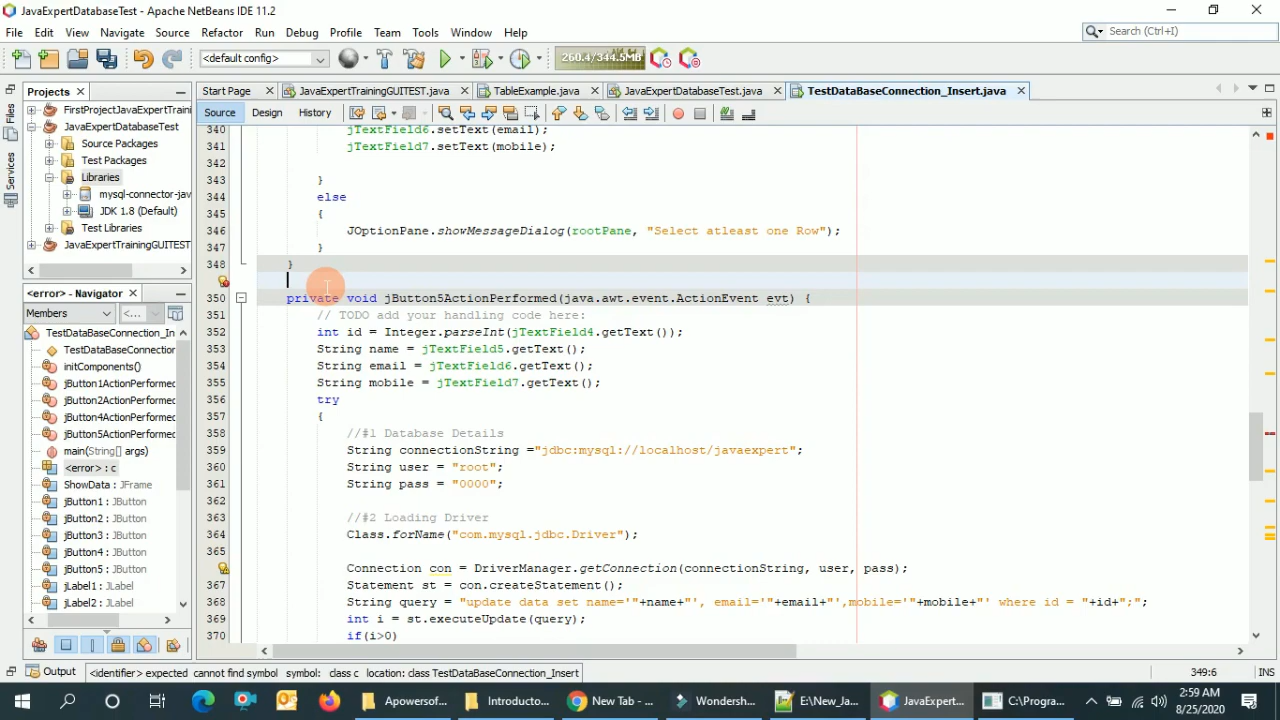 JavaExpertDatabaseTest - Apache NetBeans IDE 11.2
File Edit View Navigate Source Refactor Run Debug Profile Team Tools Window Help
Search (Ctrl+I)
<default config>
260.4/344.5MB
Projects
Start Page
JavaExpertTrainingGUITEST.java
TableExample.java
JavaExpertDatabaseTest.java
TestDataBaseConnection_Insert.java
Source Design History
Files
Services
FirstProjectJavaExpertTraini
JavaExpertDatabaseTest
Source Packages
Test Packages
Libraries
mysql-connector-jav
JDK 1.8 (Default)
Test Libraries
JavaExpertTrainingGUITEST
<error> - Navigator
Members
<...
TestDataBaseConnection_In
TestDataBaseConnection
initComponents()
jButton1ActionPerformed
jButton2ActionPerformed
jButton4ActionPerformed
jButton5ActionPerformed
main(String[] args)
<error> : c
ShowData : JFrame
jButton1 : JButton
jButton2 : JButton
jButton3 : JButton
jButton4 : JButton
jButton5 : JButton
jLabel1 : JLabel
jLabel2 : JLabel
340 jTextField6.setText(email);
341 jTextField7.setText(mobile);
342
343 }
344 else
345 {
346 JOptionPane.showMessageDialog(rootPane, "Select atleast one Row");
347 }
348 }
350 private void jButton5ActionPerformed(java.awt.event.ActionEvent evt) {
351 // TODO add your handling code here:
352 int id = Integer.parseInt(jTextField4.getText());
353 String name = jTextField5.getText();
354 String email = jTextField6.getText();
355 String mobile = jTextField7.getText();
356 try
357 {
358 //#1 Database Details
359 String connectionString ="jdbc:mysql://localhost/javaexpert";
360 String user = "root";
361 String pass = "0000";
362
363 //#2 Loading Driver
364 Class.forName("com.mysql.jdbc.Driver");
365
Connection con = DriverManager.getConnection(connectionString, user, pass);
367 Statement st = con.createStatement();
368 String query = "update data set name='"+name+"', email='"+email+"',mobile='"+mobile+"' where id = "+id+";";
369 int i = st.executeUpdate(query);
370 if(i>0)
Output
<identifier> expected cannot find symbol symbol: class c location: class TestDataBaseConnection_Insert
349:6
INS
Apowersof...
Introducto...
New Tab - ...
Wondersh...
E:\New_Ja...
JavaExpert...
C:\Progra...
2:59 AM
8/25/2020